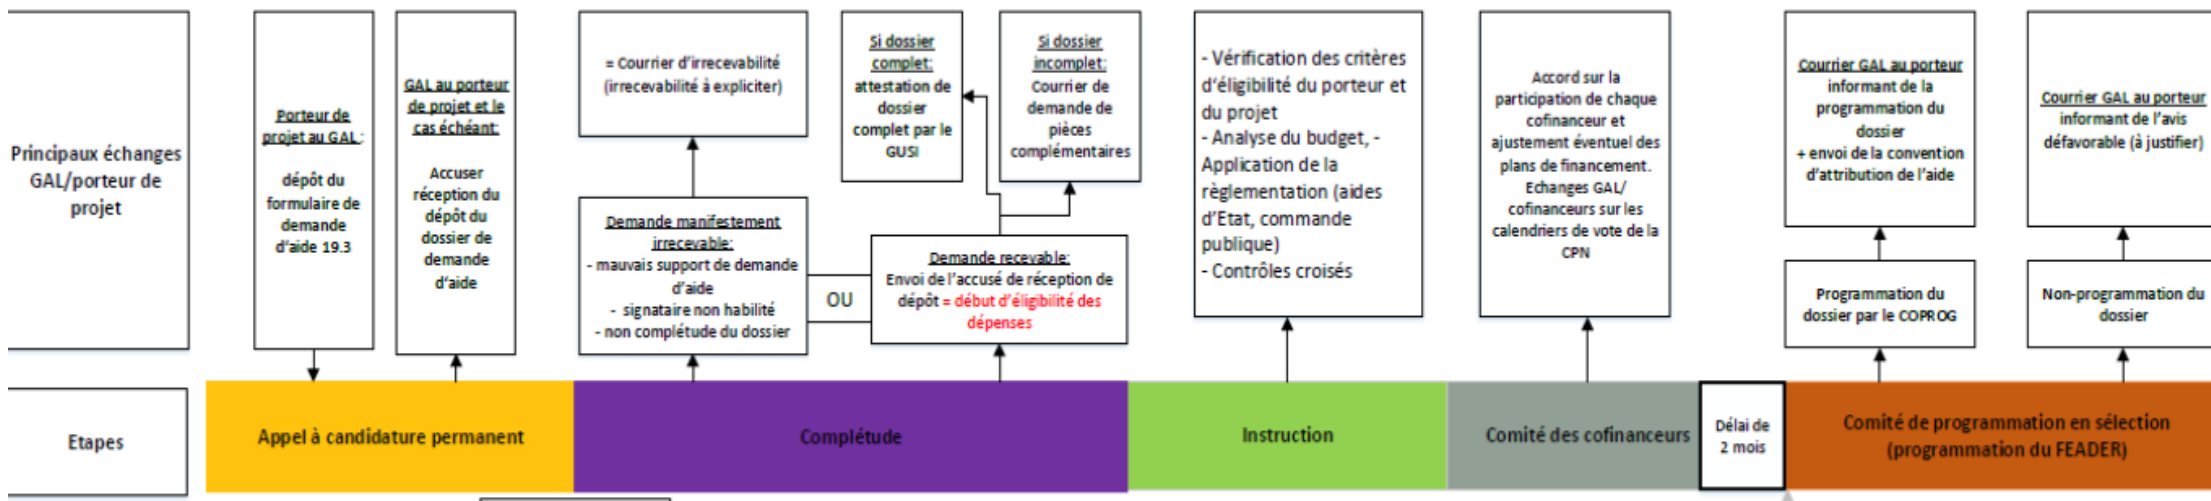 Principaux échanges
GAL/porteur de
projet
Porteur de
projet au GAL :
dépôt du
formulaire de
demande
d'aide 19.3
GAL au porteur
de projet et le
cas échéant:
Accuser
réception du
dépôt du
dossier de
demande
d'aide
= Courrier d'irrecevabilité
(irrecevabilité à expliciter)
Demande manifestement
irrecevable:
- mauvais support de demande
d'aide
- signataire non habilité
- non complétude du dossier
OU
Si dossier
complet:
attestation de
dossier
complet par le
GUSI
Si dossier
incomplet:
Courrier de
demande de
pièces
complémentaires
Demande recevable:
Envoi de l'accusé de réception de
dépôt = début d'éligibilité des
dépenses
- Vérification des critères
d'éligibilité du porteur et
du projet
- Analyse du budget, -
Application de la
règlementation (aides
d'Etat, commande
publique)
- Contrôles croisés
Accord sur la
participation de chaque
cofinanceur et
ajustement éventuel des
plans de financement.
Echanges GAL/
cofinanceurs sur les
calendriers de vote de la
CPN
Courrier GAL au porteur
informant de la
programmation du
dossier
+ envoi de la convention
d'attribution de l'aide
Programmation du
dossier par le COPROG
Courrier GAL au porteur
informant de l'avis
défavorable (à justifier)
Non-programmation du
dossier
Etapes
Appel à candidature permanent
Complétude
Instruction
Comité des cofinanceurs
Délai de
2 mois
Comité de programmation en sélection
(programmation du FEADER)